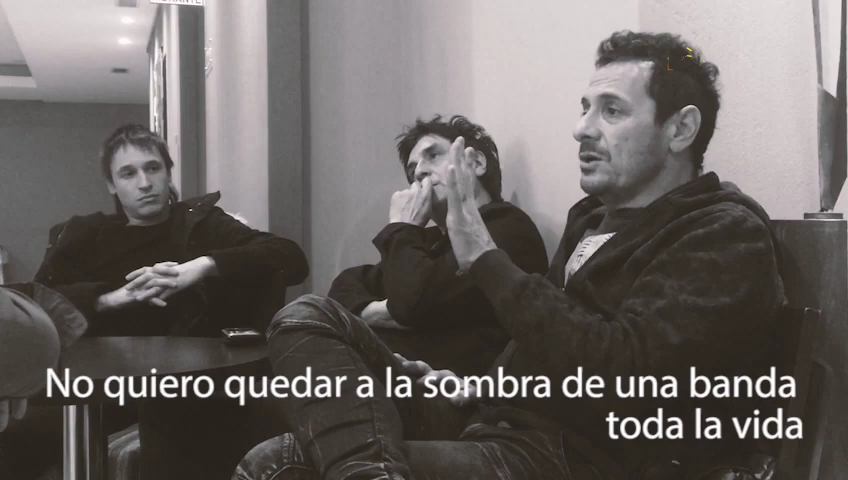 No quiero quedar a la sombra de una banda
toda la vida